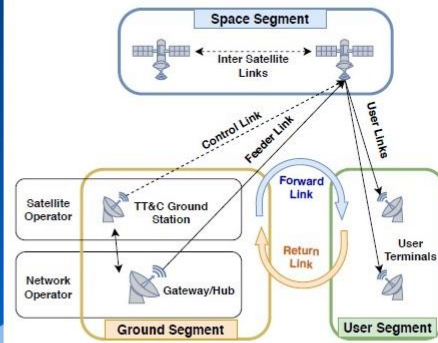 Space Segment
Inter Satellite
Links
Control Link
Feeder Link
User Links
Satellite
Operator
TT&C Ground
Station
Forward
Link
Return
Link
User
Terminals
Network
Operator
Gateway/Hub
Ground Segment
User Segment